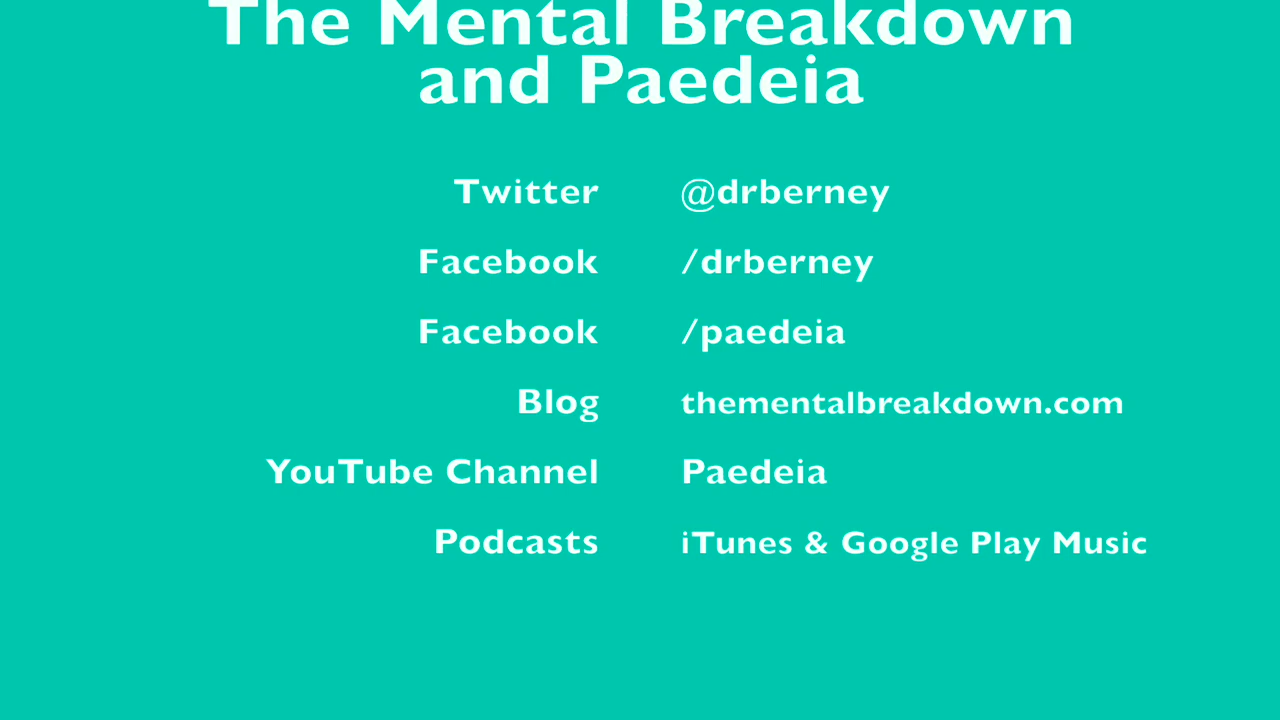 The Mental Breakdown
and Paedeia
Twitter @drberney
Facebook /drberney
Facebook /paedeia
Blog thementalbreakdown.com
YouTube Channel Paedeia
Podcasts iTunes & Google Play Music